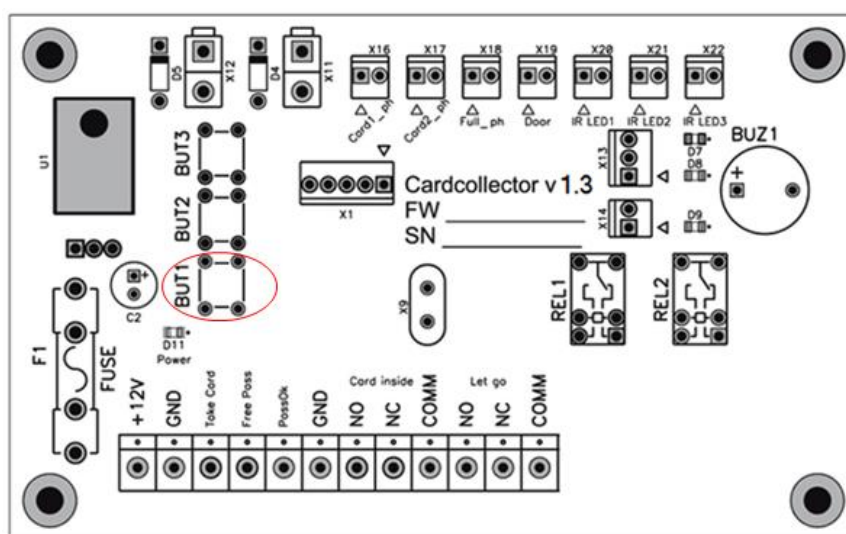 X16 X17 X18 X19 X20 X21 X22
D5 X12 D4 X11
Card1_ph Card2_ph Full_ph Door IR LED1 IR LED2 IR LED3
U1
BUT3
BUT2
BUT1
X1
Cardcollector v 1.3
FW
SN
X13
X14
D7
D8
D9
BUZ1
+
+
C2
X9
REL1
REL2
D11
Power
F1
FUSE
Card inside Let go
+12V GND Take Card Free Pass PassOk GND NO NC COMM NO NC COMM